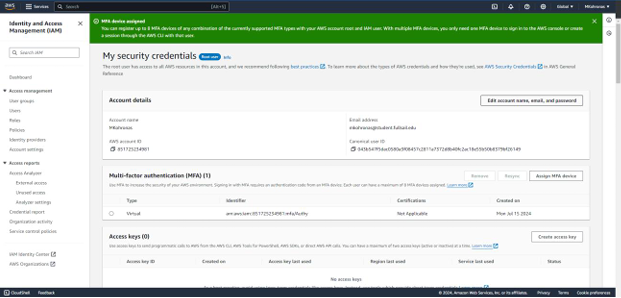 aws
Services
Search
[Alt+S]
Global
MKohronas
Identity and Access Management (IAM)
Search IAM
Dashboard
Access management
User groups
Users
Roles
Policies
Identity providers
Account settings
Access reports
Access Analyzer
External access
Unused access
Analyzer settings
Credential report
Organization activity
Service control policies
IAM Identity Center
AWS Organizations
MFA device assigned
You can register up to 8 MFA devices of any combination of the currently supported MFA types with your AWS account root and IAM user. With multiple MFA devices, you only need one MFA device to sign in to the AWS console or create
a session through the AWS CLI with that user.
My security credentials Root user Info
The root user has access to all AWS resources in this account, and we recommend following best practices. To learn more about the types of AWS credentials and how they're used, see AWS Security Credentials in AWS General
Reference
Account details
Edit account name, email, and password
Account name
MKohronas
Email address
AWS account ID
051725254981
Canonical user ID
Multi-factor authentication (MFA) (1)
Remove
Resync
Assign MFA device
Use MFA to increase the security of your AWS environment. Signing in with MFA requires an authentication code from an MFA device. Each user can have a maximum of 8 MFA devices assigned. Learn more
Type
Identifier
Certifications
Created on
Virtual
arn:aws:iam::051725254981:mfa/Authy
Not Applicable
Mon Jul 15 2024
Access keys (0)
Create access key
Use access keys to send programmatic calls to AWS from the AWS CLI, AWS Tools for PowerShell, AWS SDKs, or direct AWS API calls. You can have a maximum of two access keys (active or inactive) at a time. Learn more
Access key ID
Created on
Access key last used
Region last used
Service last used
Status
No access keys
CloudShell
Feedback
© 2024, Amazon Web Services, Inc. or its affiliates.
Privacy
Terms
Cookie preferences